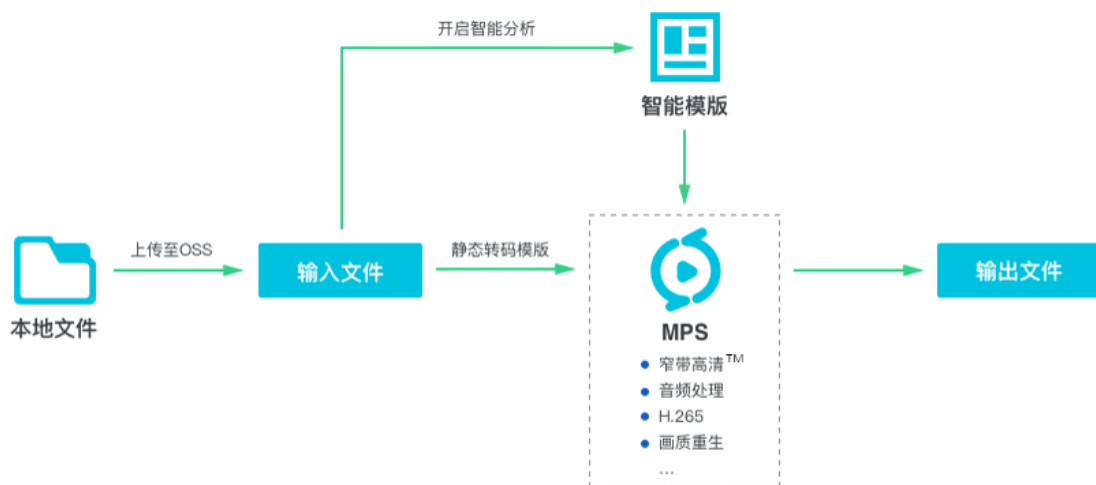 开启智能分析
智能模版
上传至OSS
输入文件
静态转码模版
输出文件
本地文件
MPS
窄带高清™
音频处理
H.265
画质重生
...